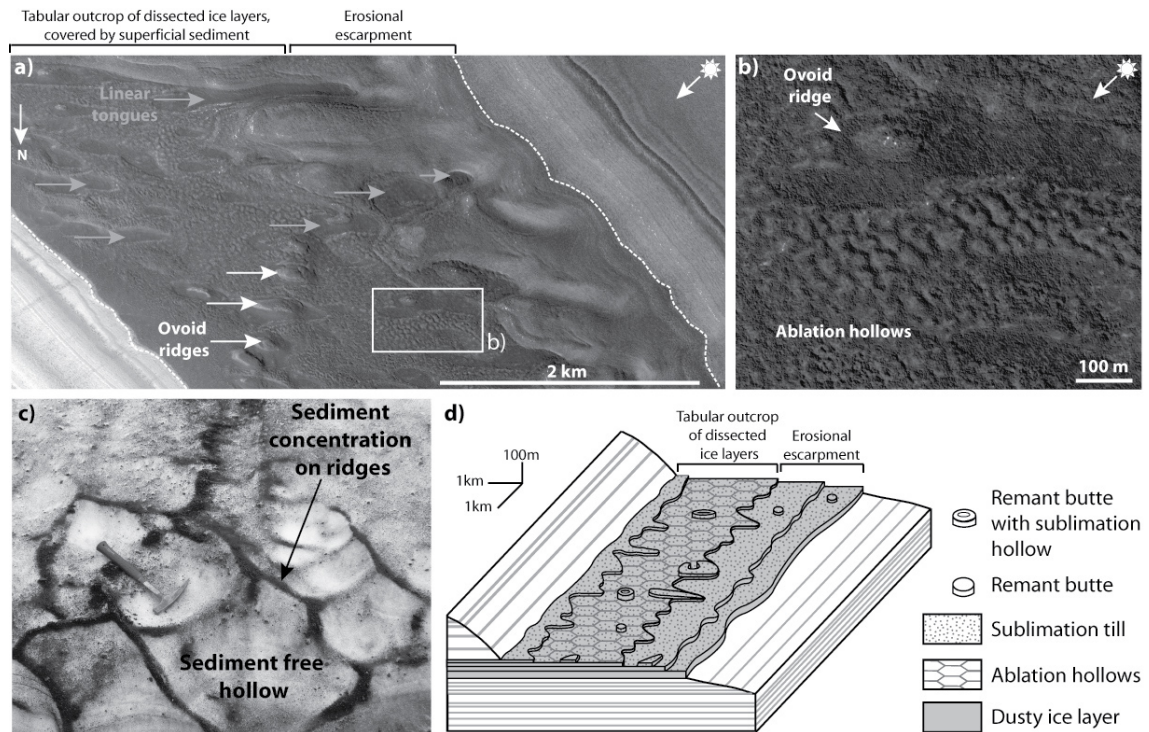 Tabular outcrop of dissected ice layers,
covered by superficial sediment
Erosional
escarpment
a)
Linear
tongues
N
Ovoid
ridges
b)
2 km
b)
Ovoid
ridge
Ablation hollows
100 m
c)
Sediment
concentration
on ridges
Sediment free
hollow
d)
Tabular outcrop
of dissected
ice layers
Erosional
escarpment
100m
1km
1km
Remant butte
with sublimation
hollow
Remant butte
Sublimation till
Ablation hollows
Dusty ice layer